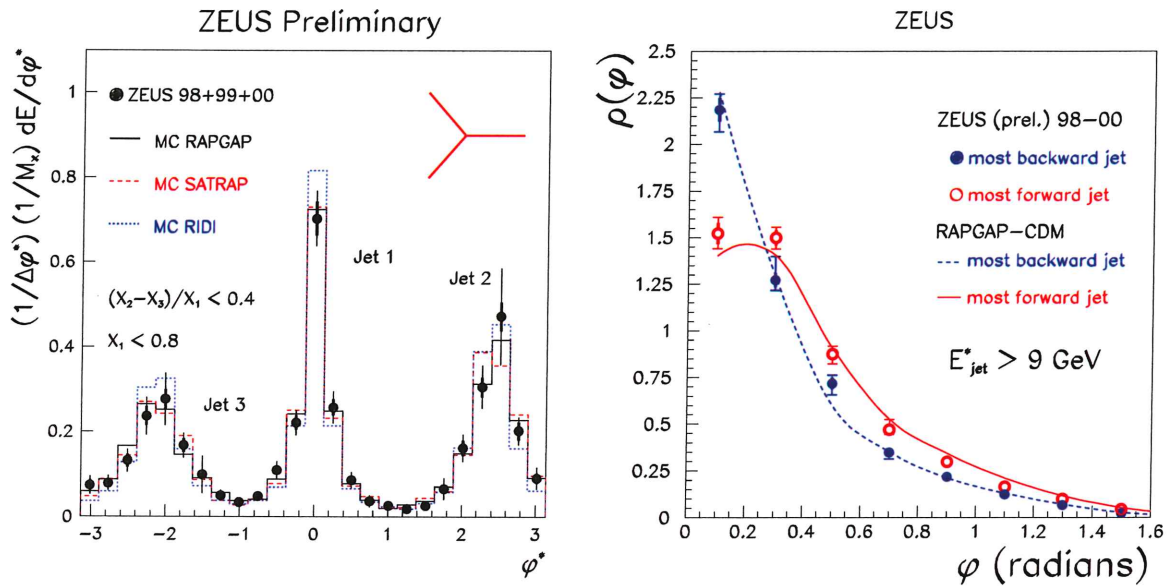 ZEUS Preliminary
(1/Δφ*) (1/Mₓ) dE/dφ*
1
0.8
0.6
0.4
0.2
0
ZEUS 98+99+00
MC RAPGAP
MC SATRAP
MC RIDI
(X₂−X₃)/X₁ < 0.4
X₁ < 0.8
Jet 1
Jet 2
Jet 3
−3 −2 −1 0 1 2 3
φ*
ZEUS
ρ(φ)
2.5
2.25
2
1.75
1.5
1.25
1
0.75
0.5
0.25
0
ZEUS (prel.) 98−00
most backward jet
most forward jet
RAPGAP−CDM
most backward jet
most forward jet
E*jet > 9 GeV
0 0.2 0.4 0.6 0.8 1 1.2 1.4 1.6
φ (radians)